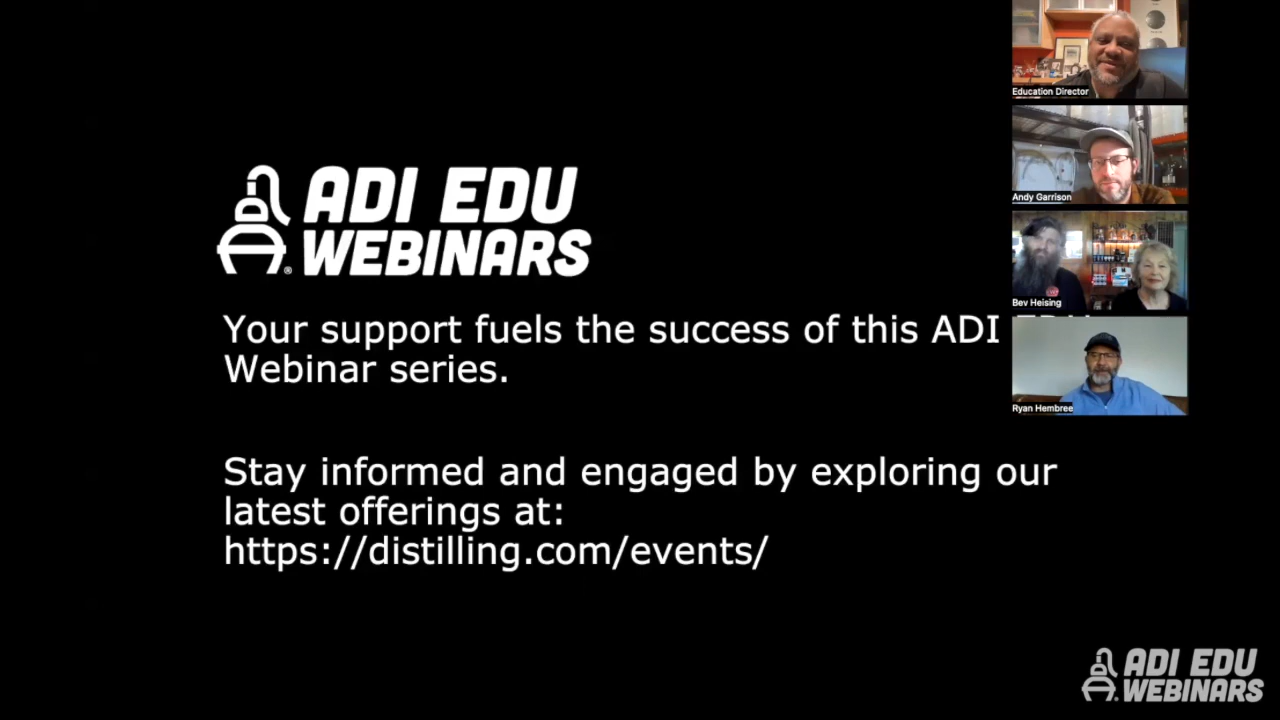 ADI EDU
WEBINARS
®
Your support fuels the success of this ADI
Webinar series.
Stay informed and engaged by exploring our
latest offerings at:
https://distilling.com/events/
Education Director
Andy Garrison
Bev Heising
Ryan Hembree
ADI EDU
WEBINARS